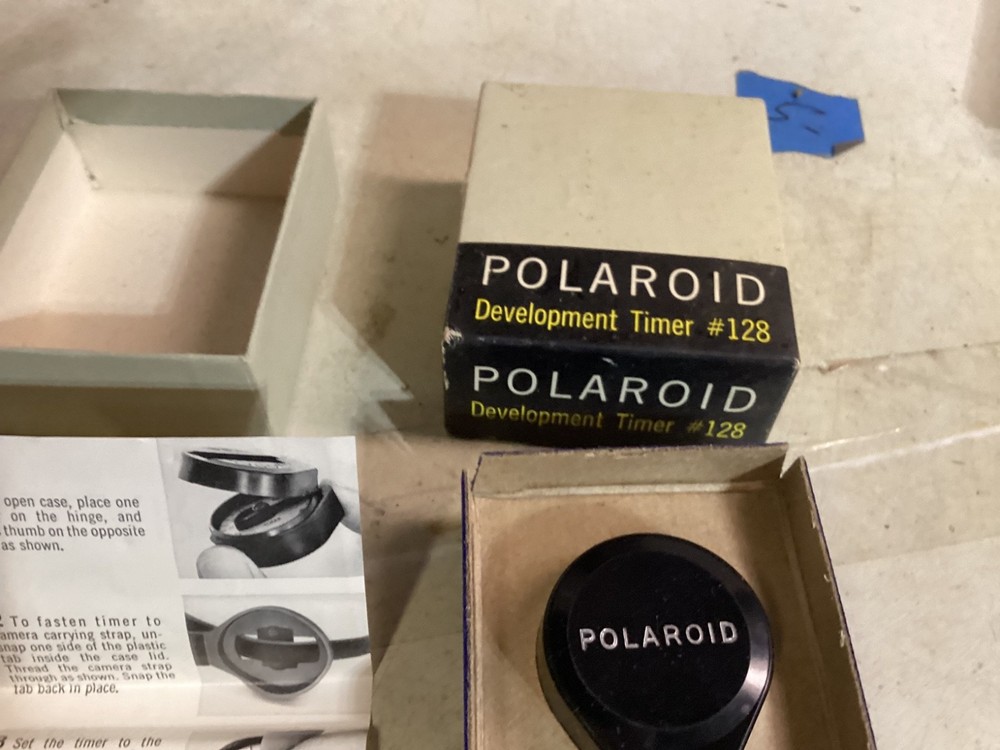 POLAROID
Development Timer #128
POLAROID
Development Timer #128
open case, place one
on the hinge, and
thumb on the opposite
as shown.
To fasten timer to
camera carrying strap, un-
snap one side of the plastic
tab inside the case lid.
Thread the camera strap
through as shown. Snap the
tab back in place.
3 Set the timer to the
POLAROID